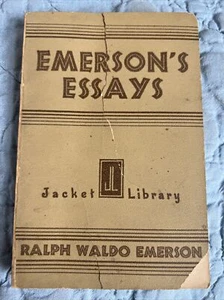 EMERSON'S
ESSAYS
JL
Jacket Library
RALPH WALDO EMERSON